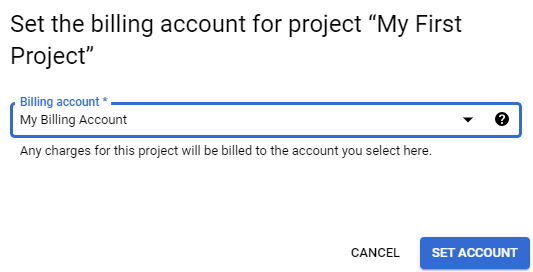 Set the billing account for project “My First
Project”
Billing account *
My Billing Account
Any charges for this project will be billed to the account you select here.
CANCEL
SET ACCOUNT